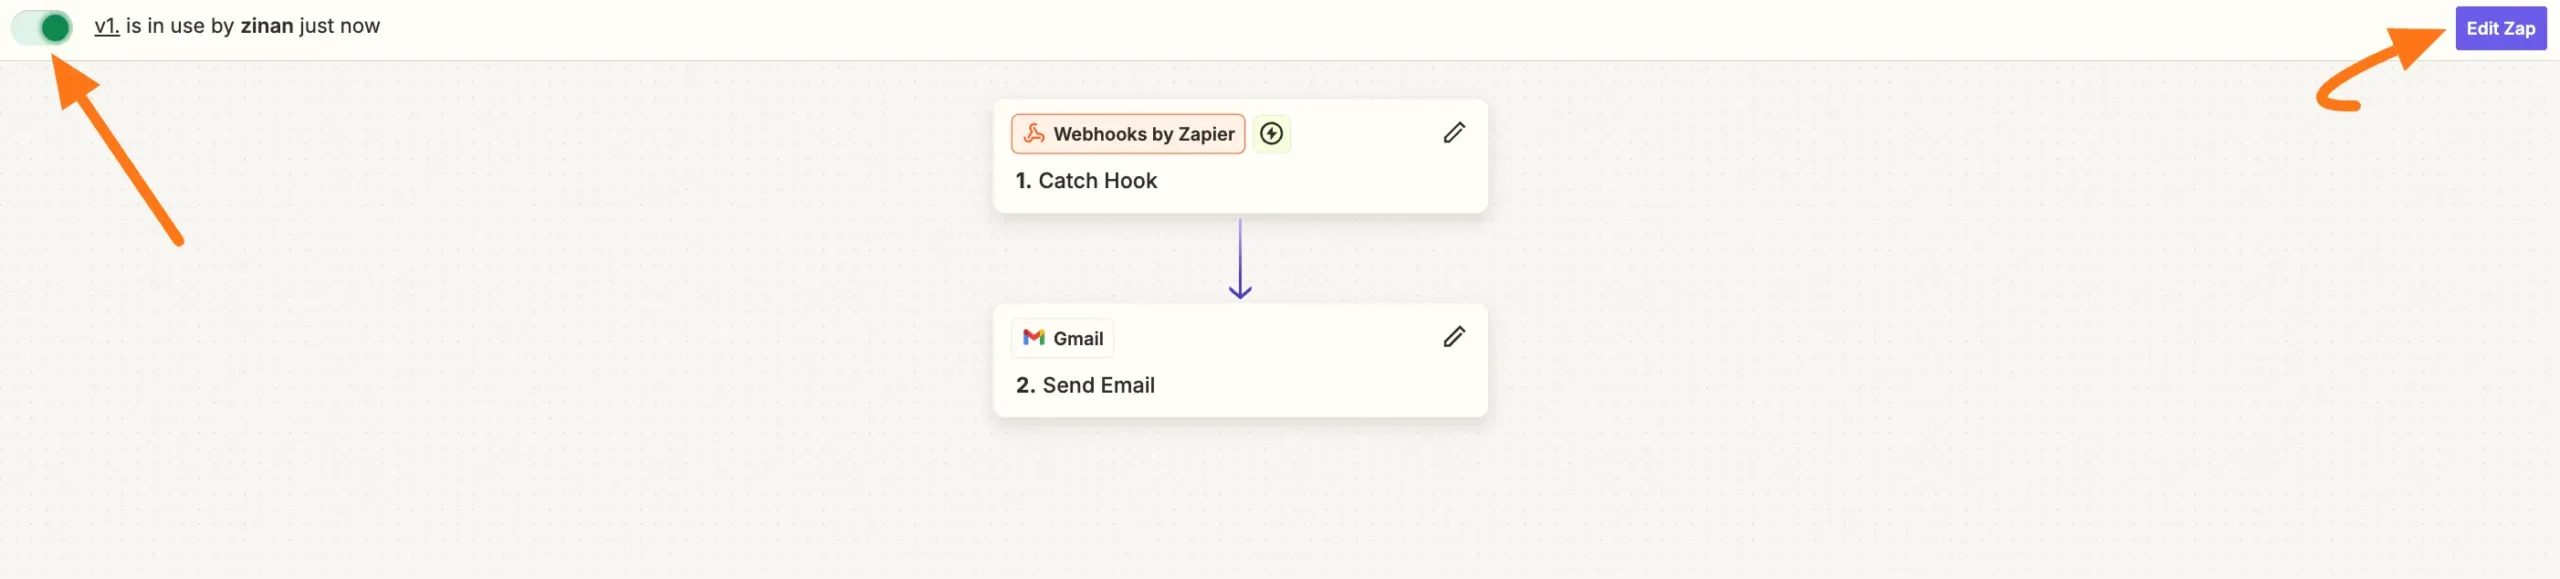 v1. is in use by zinan just now
Edit Zap
Webhooks by Zapier
1. Catch Hook
Gmail
2. Send Email